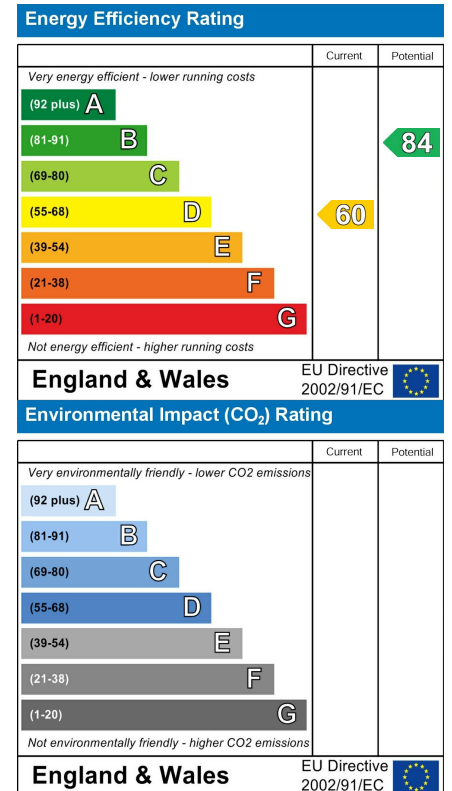 Energy Efficiency Rating
Current Potential
Very energy efficient - lower running costs
(92 plus) A
(81-91) B
84
(69-80) C
(55-68) D
60
(39-54) E
(21-38) F
(1-20) G
Not energy efficient - higher running costs
England & Wales
EU Directive
2002/91/EC
Environmental Impact (CO₂) Rating
Current Potential
Very environmentally friendly - lower CO2 emissions
(92 plus) A
(81-91) B
(69-80) C
(55-68) D
(39-54) E
(21-38) F
(1-20) G
Not environmentally friendly - higher CO2 emissions
England & Wales
EU Directive
2002/91/EC